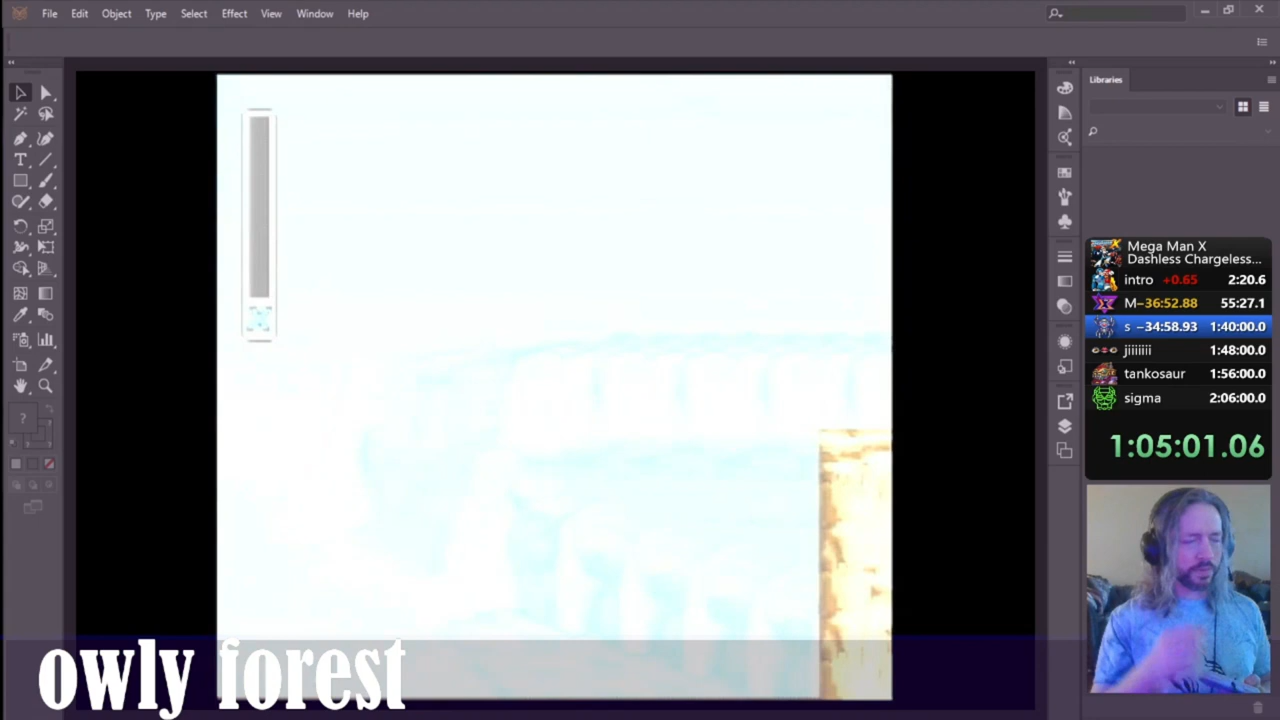 File Edit Object Type Select Effect View Window Help
Libraries
Mega Man X
Dashless Chargeless...
intro +0.65 2:20.6
M−36:52.88 55:27.1
s −34:58.93 1:40:00.0
jiiiiiii 1:48:00.0
tankosaur 1:56:00.0
sigma 2:06:00.0
1:05:01.06
owly forest